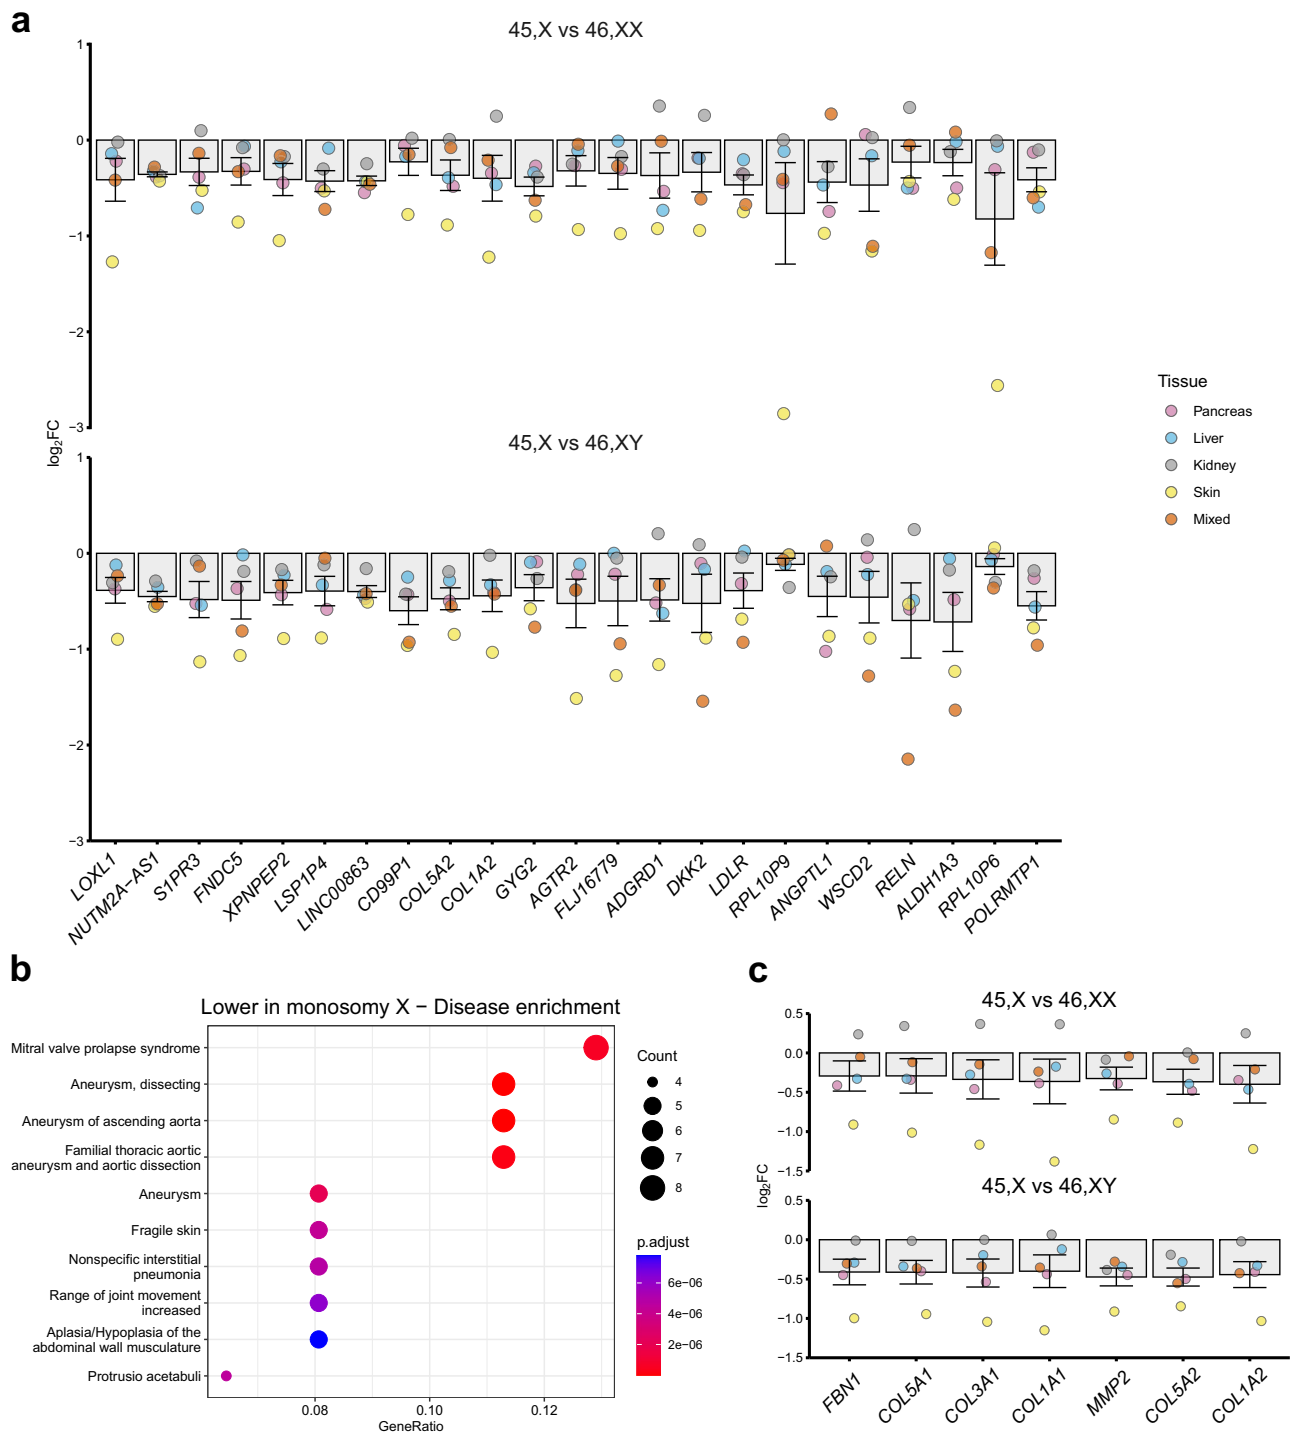 a
45,X vs 46,XX
1
0
−1
−2
−3
log2FC
45,X vs 46,XY
1
0
−1
−2
−3
LOXL1
NUTM2A−AS1
S1PR3
FNDC5
XPNPEP2
LSP1P4
LINC00863
CD99P1
COL5A2
COL1A2
GYG2
AGTR2
FLJ16779
ADGRD1
DKK2
LDLR
RPL10P9
ANGPTL1
WSCD2
RELN
ALDH1A3
RPL10P6
POLRMTP1
Tissue
Pancreas
Liver
Kidney
Skin
Mixed
b
Lower in monosomy X − Disease enrichment
Mitral valve prolapse syndrome
Aneurysm, dissecting
Aneurysm of ascending aorta
Familial thoracic aortic
aneurysm and aortic dissection
Aneurysm
Fragile skin
Nonspecific interstitial
pneumonia
Range of joint movement
increased
Aplasia/Hypoplasia of the
abdominal wall musculature
Protrusio acetabuli
0.08
0.10
0.12
GeneRatio
Count
4
5
6
7
8
p.adjust
6e−06
4e−06
2e−06
c
45,X vs 46,XX
0.5
0.0
−0.5
−1.0
−1.5
log2FC
45,X vs 46,XY
0.5
0.0
−0.5
−1.0
−1.5
FBN1
COL5A1
COL3A1
COL1A1
MMP2
COL5A2
COL1A2